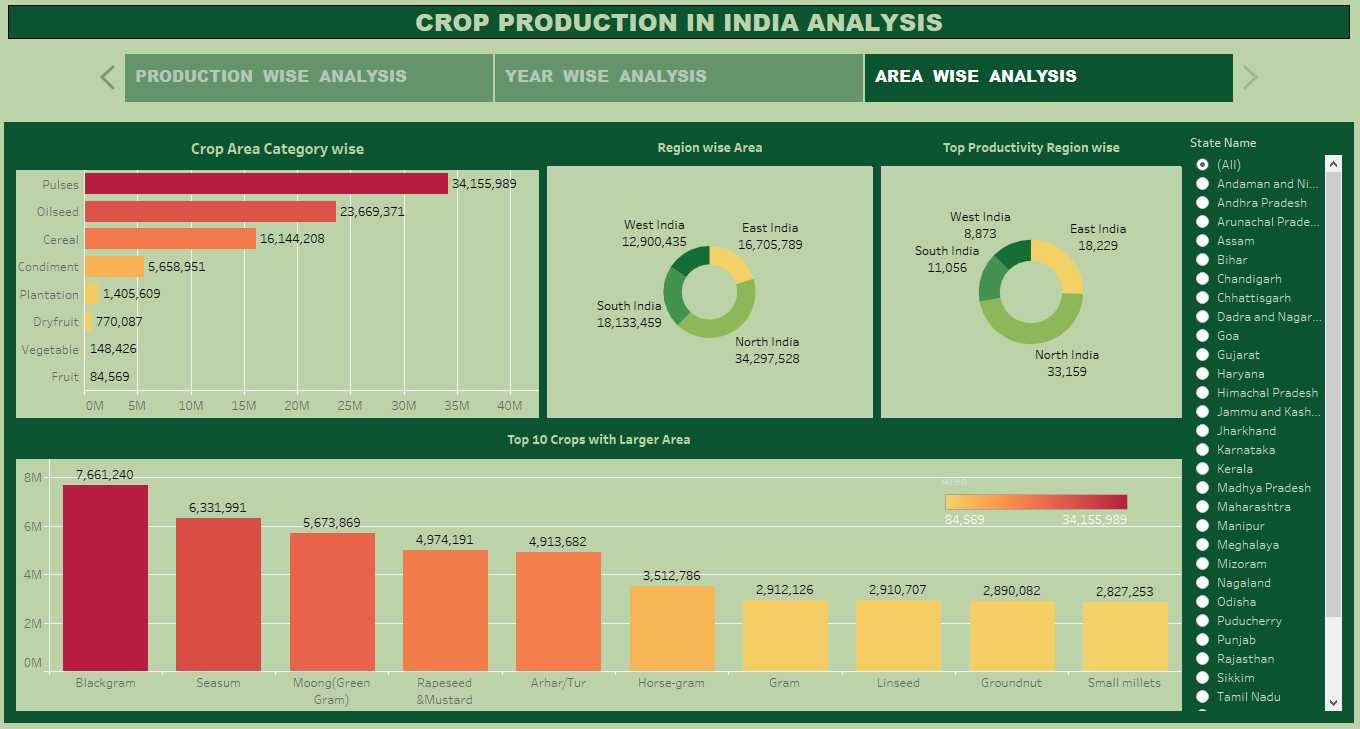 CROP PRODUCTION IN INDIA ANALYSIS
PRODUCTION WISE ANALYSIS
YEAR WISE ANALYSIS
AREA WISE ANALYSIS
Crop Area Category wise
Pulses 34,155,989
Oilseed 23,669,371
Cereal 16,144,208
Condiment 5,658,951
Plantation 1,405,609
Dryfruit 770,087
Vegetable 148,426
Fruit 84,569
0M 5M 10M 15M 20M 25M 30M 35M 40M
Region wise Area
West India
12,900,435
East India
16,705,789
South India
18,133,459
North India
34,297,528
Top Productivity Region wise
West India
8,873
East India
18,229
South India
11,056
North India
33,159
Top 10 Crops with Larger Area
8M
6M
4M
2M
0M
7,661,240
6,331,991
5,673,869
4,974,191
4,913,682
3,512,786
2,912,126
2,910,707
2,890,082
2,827,253
Blackgram
Seasum
Moong(Green
Gram)
Rapeseed
&Mustard
Arhar/Tur
Horse-gram
Gram
Linseed
Groundnut
Small millets
Area
84,569 34,155,989
State Name
(All)
Andaman and Ni...
Andhra Pradesh
Arunachal Prade...
Assam
Bihar
Chandigarh
Chhattisgarh
Dadra and Nagar...
Goa
Gujarat
Haryana
Himachal Pradesh
Jammu and Kash...
Jharkhand
Karnataka
Kerala
Madhya Pradesh
Maharashtra
Manipur
Meghalaya
Mizoram
Nagaland
Odisha
Puducherry
Punjab
Rajasthan
Sikkim
Tamil Nadu